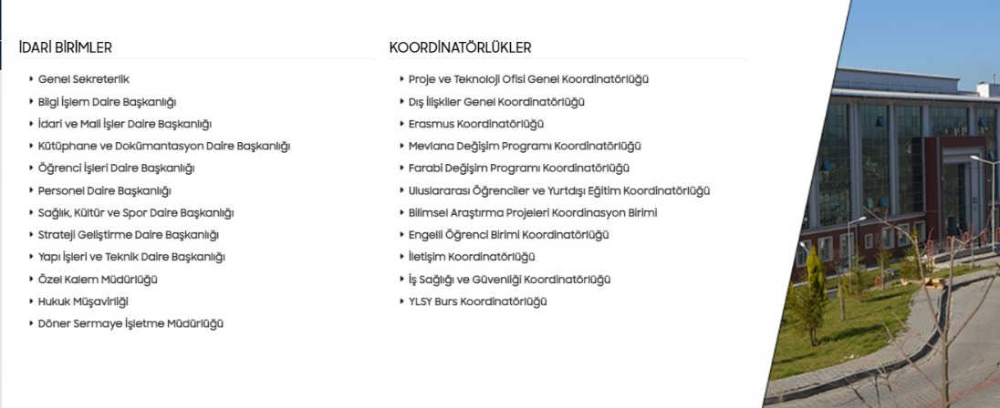 İDARİ BİRİMLER
Genel Sekreterlik
Bilgi İşlem Daire Başkanlığı
İdari ve Mali İşler Daire Başkanlığı
Kütüphane ve Dokümantasyon Daire Başkanlığı
Öğrenci İşleri Daire Başkanlığı
Personel Daire Başkanlığı
Sağlık, Kültür ve Spor Daire Başkanlığı
Strateji Geliştirme Daire Başkanlığı
Yapı İşleri ve Teknik Daire Başkanlığı
Özel Kalem Müdürlüğü
Hukuk Müşavirliği
Döner Sermaye İşletme Müdürlüğü
KOORDİNATÖRLÜKLER
Proje ve Teknoloji Ofisi Genel Koordinatörlüğü
Dış İlişkiler Genel Koordinatörlüğü
Erasmus Koordinatörlüğü
Mevlana Değişim Programı Koordinatörlüğü
Farabi Değişim Programı Koordinatörlüğü
Uluslararası Öğrenciler ve Yurtdışı Eğitim Koordinatörlüğü
Bilimsel Araştırma Projeleri Koordinasyon Birimi
Engelli Öğrenci Birimi Koordinatörlüğü
İletişim Koordinatörlüğü
İş Sağlığı ve Güvenliği Koordinatörlüğü
YLSY Burs Koordinatörlüğü